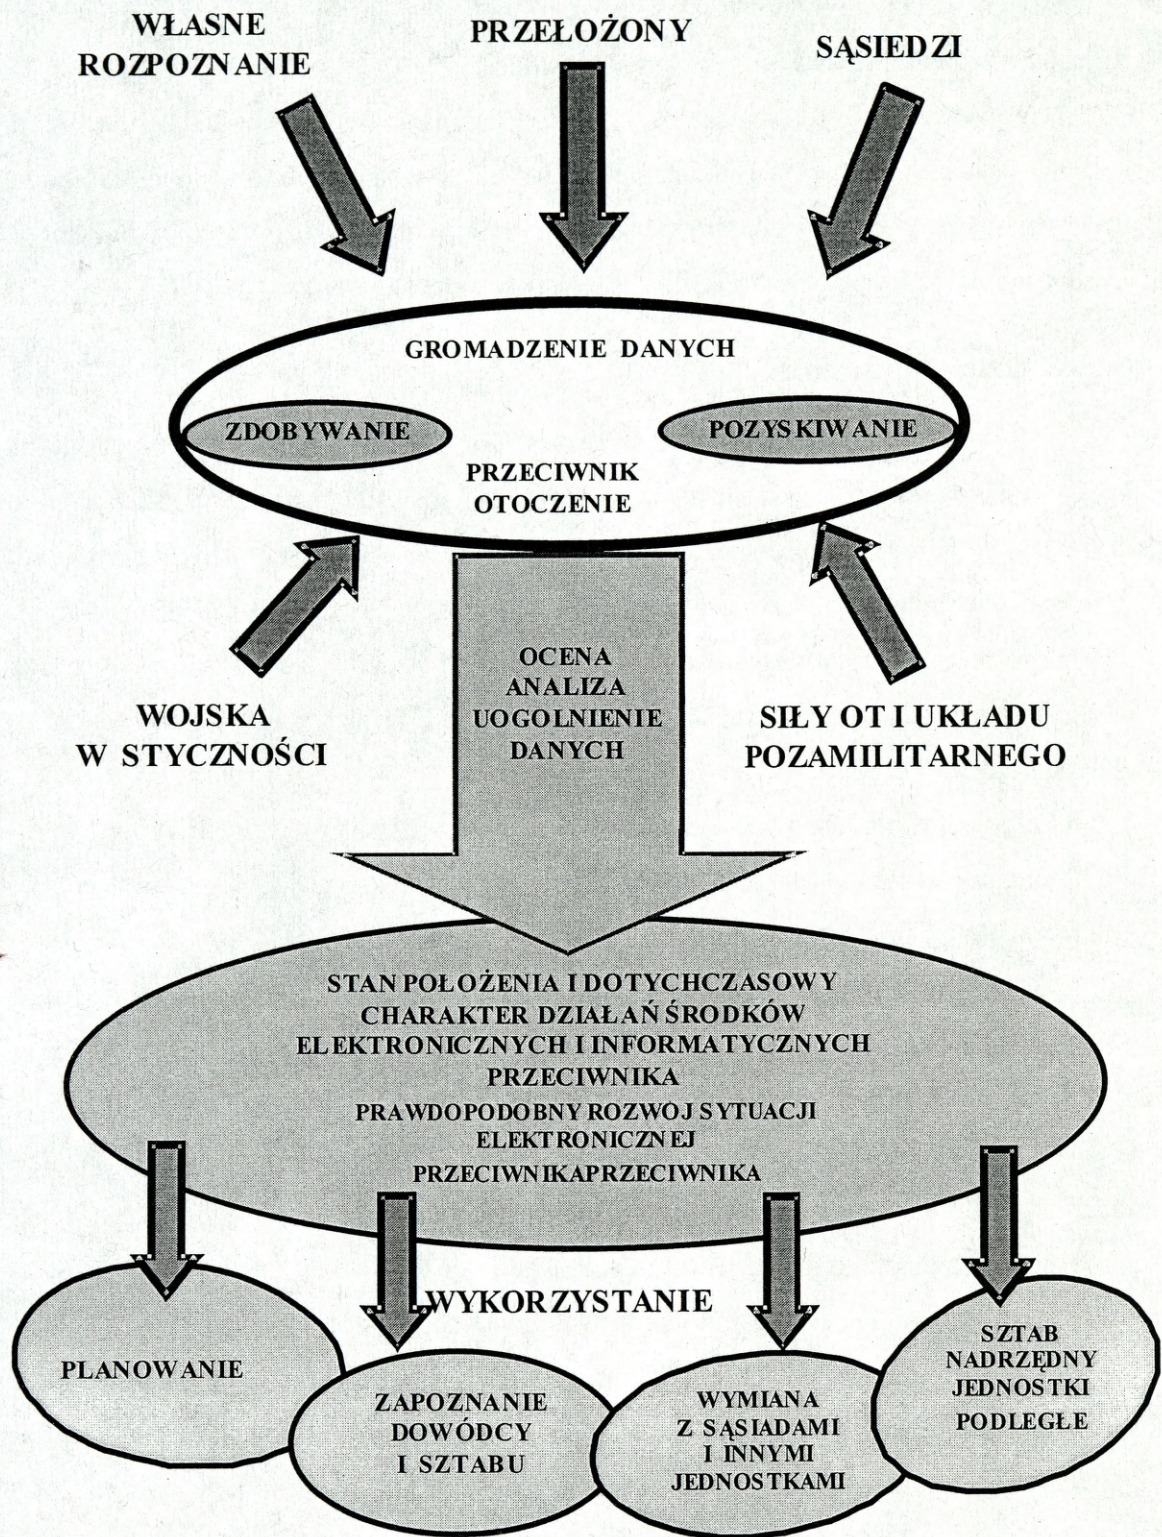 WŁASNE
ROZPOZNANIE
PRZEŁOŻONY
SĄSIEDZI
GROMADZENIE DANYCH
ZDOBYWANIE
POZYSKIWANIE
PRZECIWNIK
OTOCZENIE
OCENA
ANALIZA
UOGOLNIENIE
DANYCH
WOJSKA
W STYCZNOŚCI
SIŁY OT I UKŁADU
POZAMILITARNEGO
STAN POŁOŻENIA I DOTYCHCZASOWY
CHARAKTER DZIAŁAŃ ŚRODKÓW
ELEKTRONICZNYCH I INFORMATYCZNYCH
PRZECIWNIKA
PRAWDOPODOBNY ROZWÓJ SYTUACJI
ELEKTRONICZNEJ
PRZECIWNIKAPRZECIWNIKA
WYKORZYSTANIE
PLANOWANIE
ZAPOZNANIE
DOWÓDCY
I SZTABU
WYMIANA
Z SĄSIADAMI
I INNYMI
JEDNOSTKAMI
SZTAB
NADRZĘDNY
JEDNOSTKI
PODLEGŁE